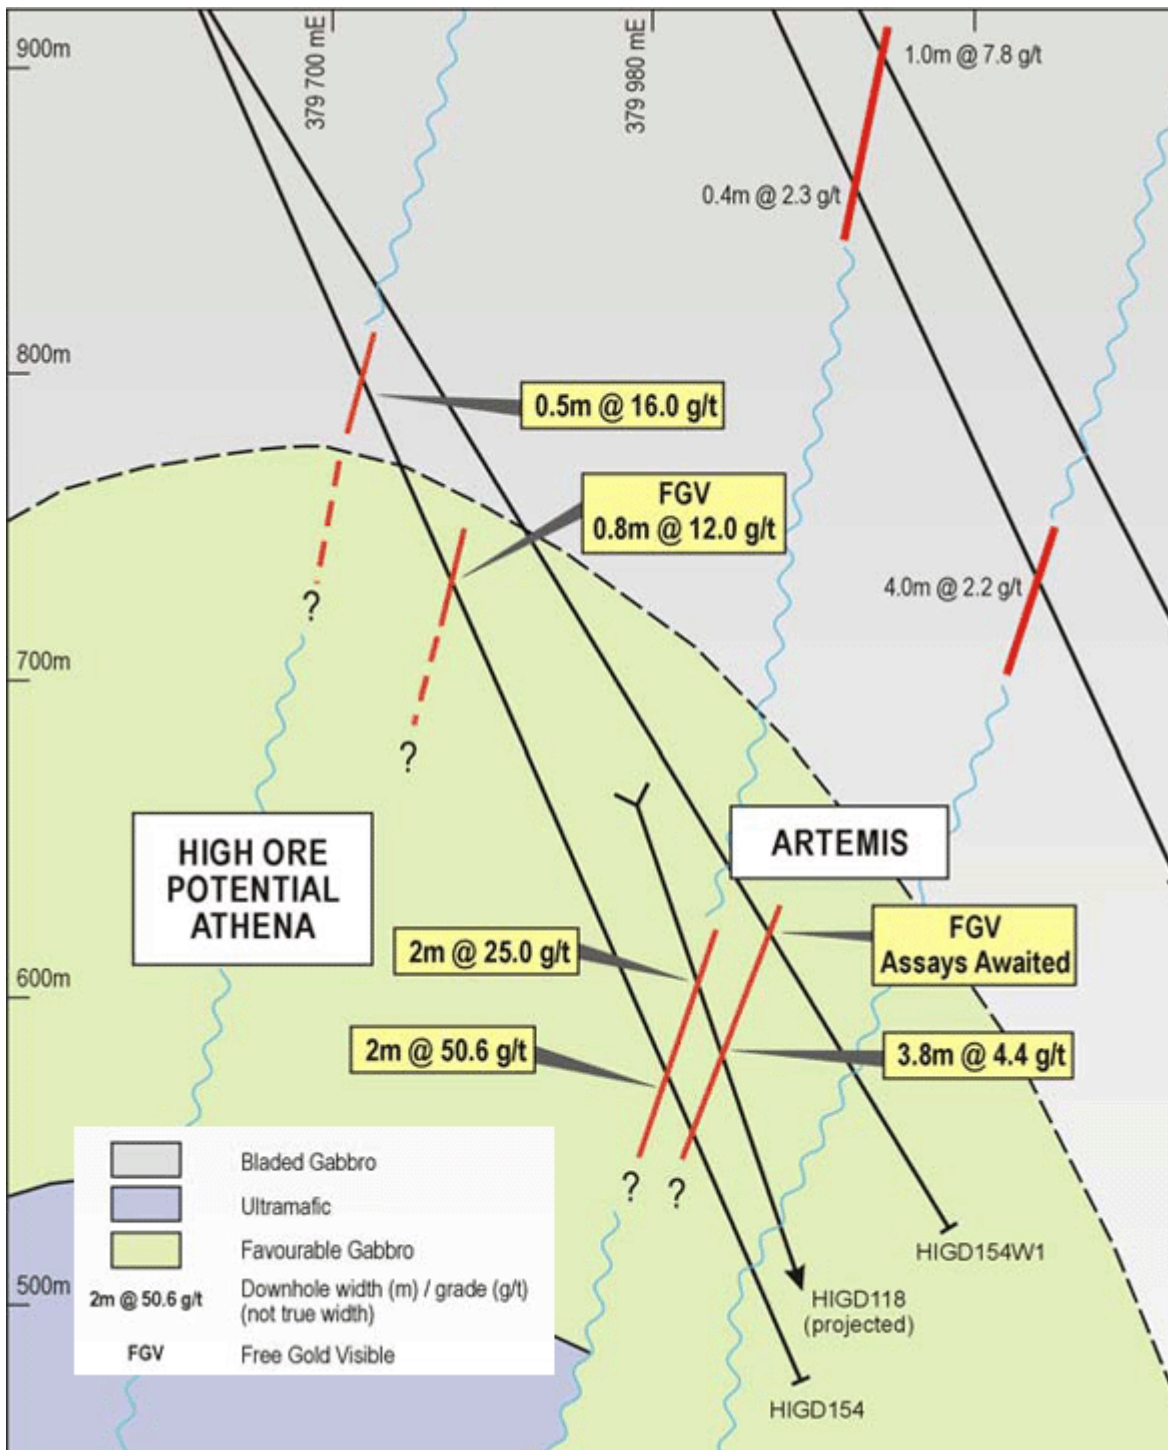 900m
379 700 mE
379 980 mE
1.0m @ 7.8 g/t
0.4m @ 2.3 g/t
800m
0.5m @ 16.0 g/t
FGV
0.8m @ 12.0 g/t
4.0m @ 2.2 g/t
?
700m
?
HIGH ORE
POTENTIAL
ATHENA
ARTEMIS
2m @ 25.0 g/t
FGV
Assays Awaited
600m
2m @ 50.6 g/t
3.8m @ 4.4 g/t
?
?
Bladed Gabbro
Ultramafic
Favourable Gabbro
2m @ 50.6 g/t
Downhole width (m) / grade (g/t)
(not true width)
FGV
Free Gold Visible
HIGD154W1
500m
HIGD118
(projected)
HIGD154